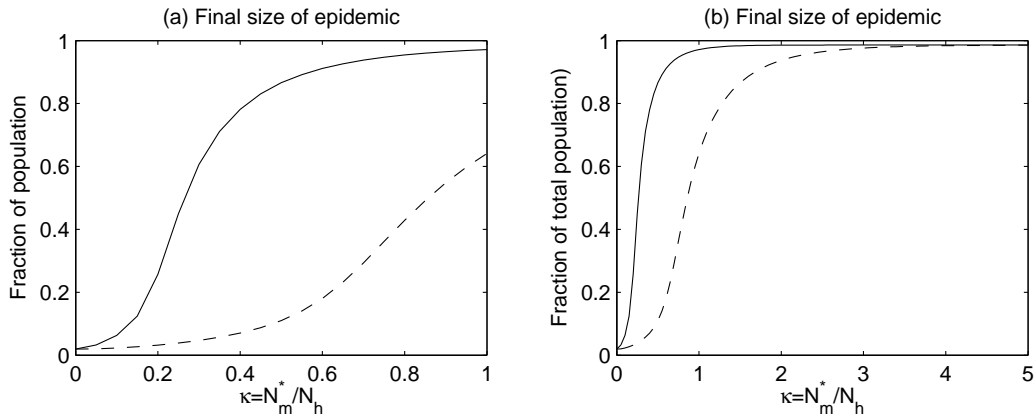 (a) Final size of epidemic
1
0.8
0.6
0.4
0.2
0
Fraction of population
0 0.2 0.4 0.6 0.8 1
κ=N*m/Nh
(b) Final size of epidemic
1
0.8
0.6
0.4
0.2
0
Fraction of total population)
0 1 2 3 4 5
κ=N*m/Nh